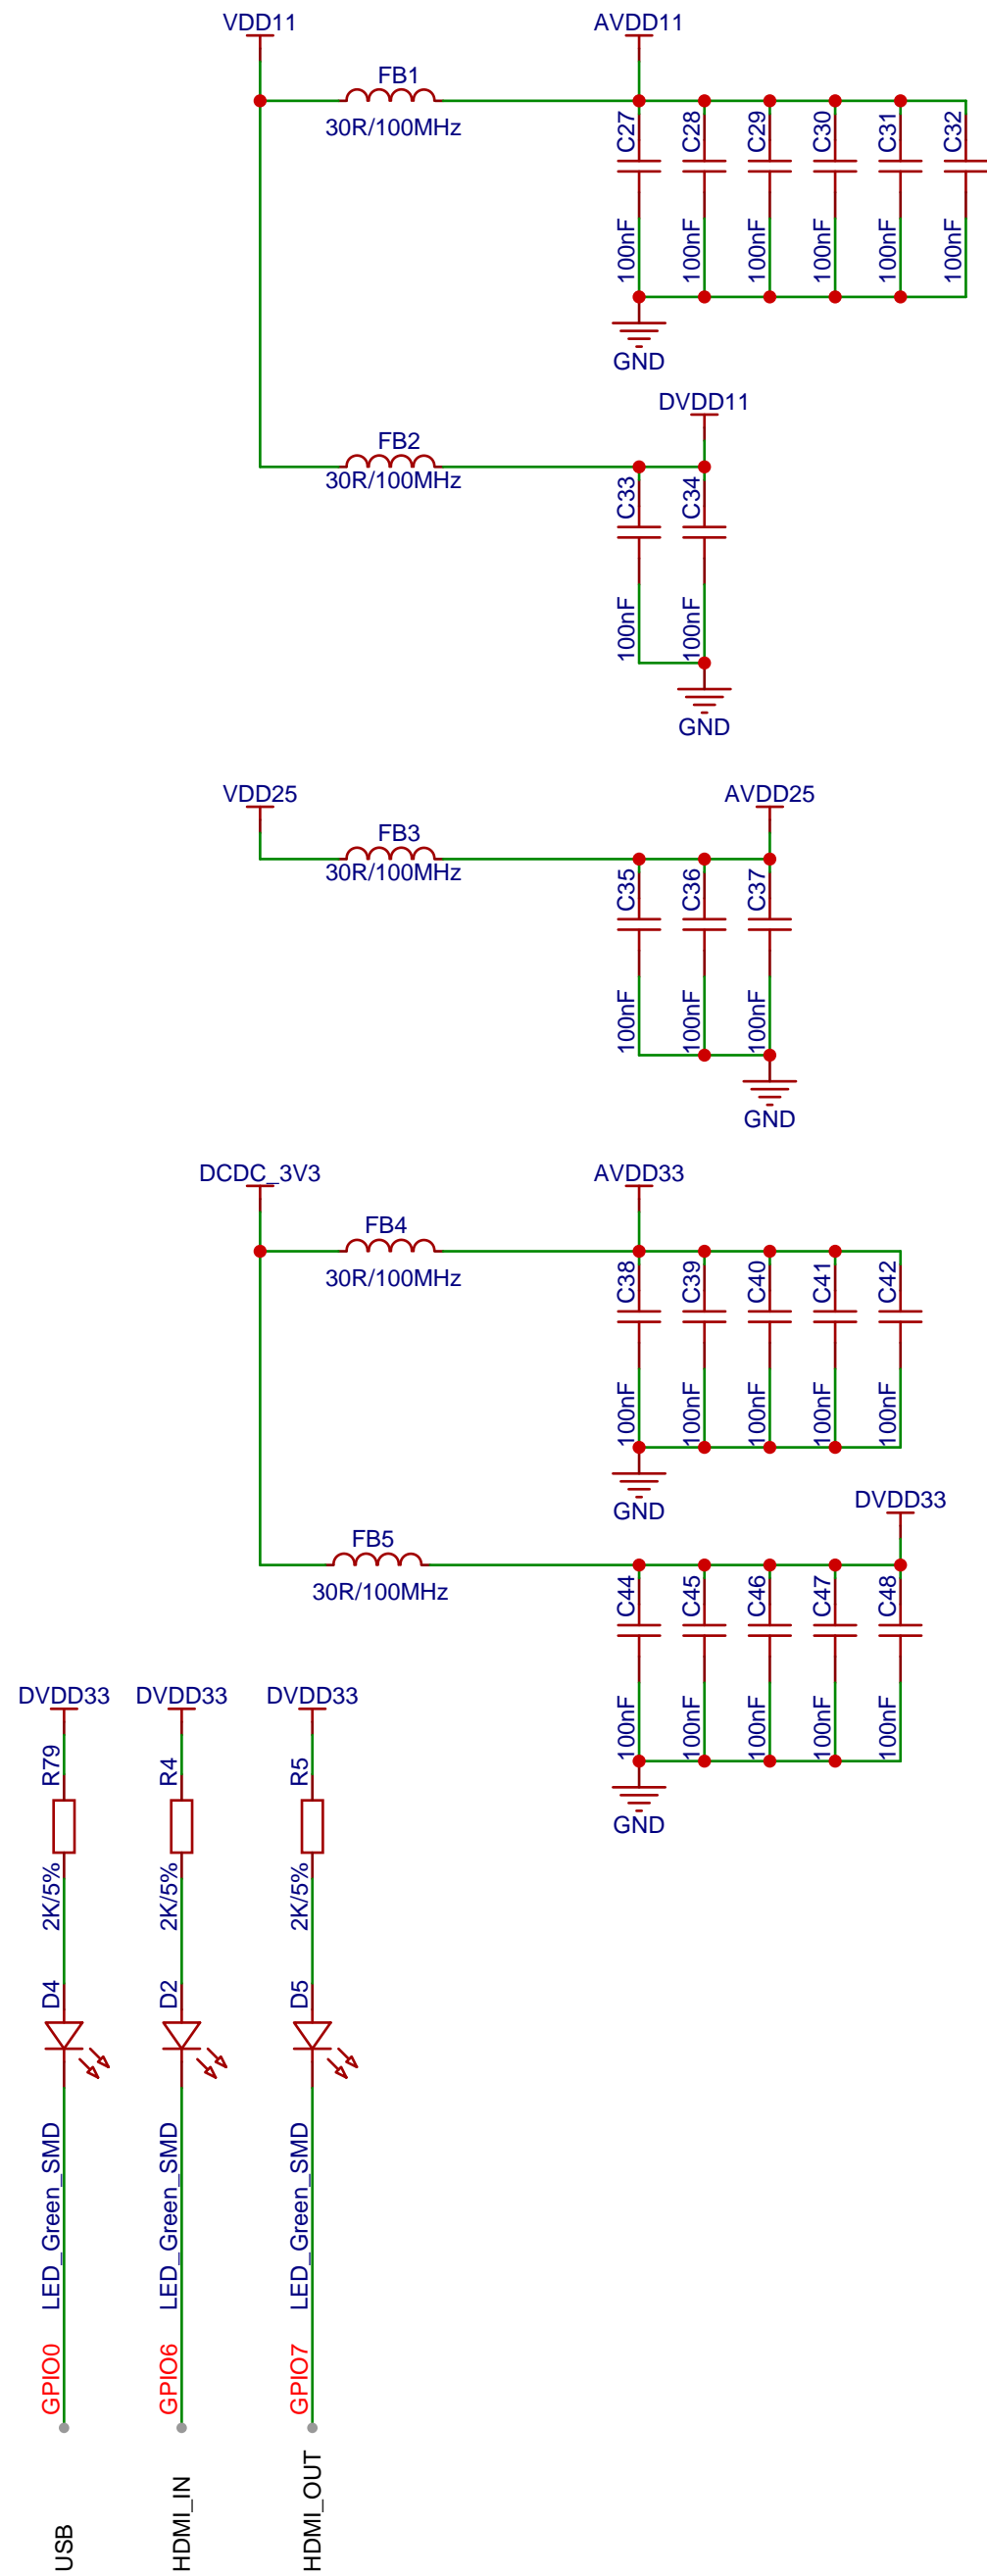 VDD11
AVDD11
FB1
30R/100MHz
C27
C28
C29
C30
C31
C32
100nF
100nF
100nF
100nF
100nF
100nF
GND
DVDD11
FB2
30R/100MHz
C33
C34
100nF
100nF
GND
VDD25
AVDD25
FB3
30R/100MHz
C35
C36
C37
100nF
100nF
100nF
GND
DCDC_3V3
AVDD33
FB4
30R/100MHz
C38
C39
C40
C41
C42
100nF
100nF
100nF
100nF
100nF
GND
DVDD33
FB5
30R/100MHz
C44
C45
C46
C47
C48
100nF
100nF
100nF
100nF
100nF
GND
DVDD33
DVDD33
DVDD33
R79
R4
R5
2K/5%
2K/5%
2K/5%
D4
D2
D5
LED_Green_SMD
LED_Green_SMD
LED_Green_SMD
GPIO0
GPIO6
GPIO7
USB
HDMI_IN
HDMI_OUT